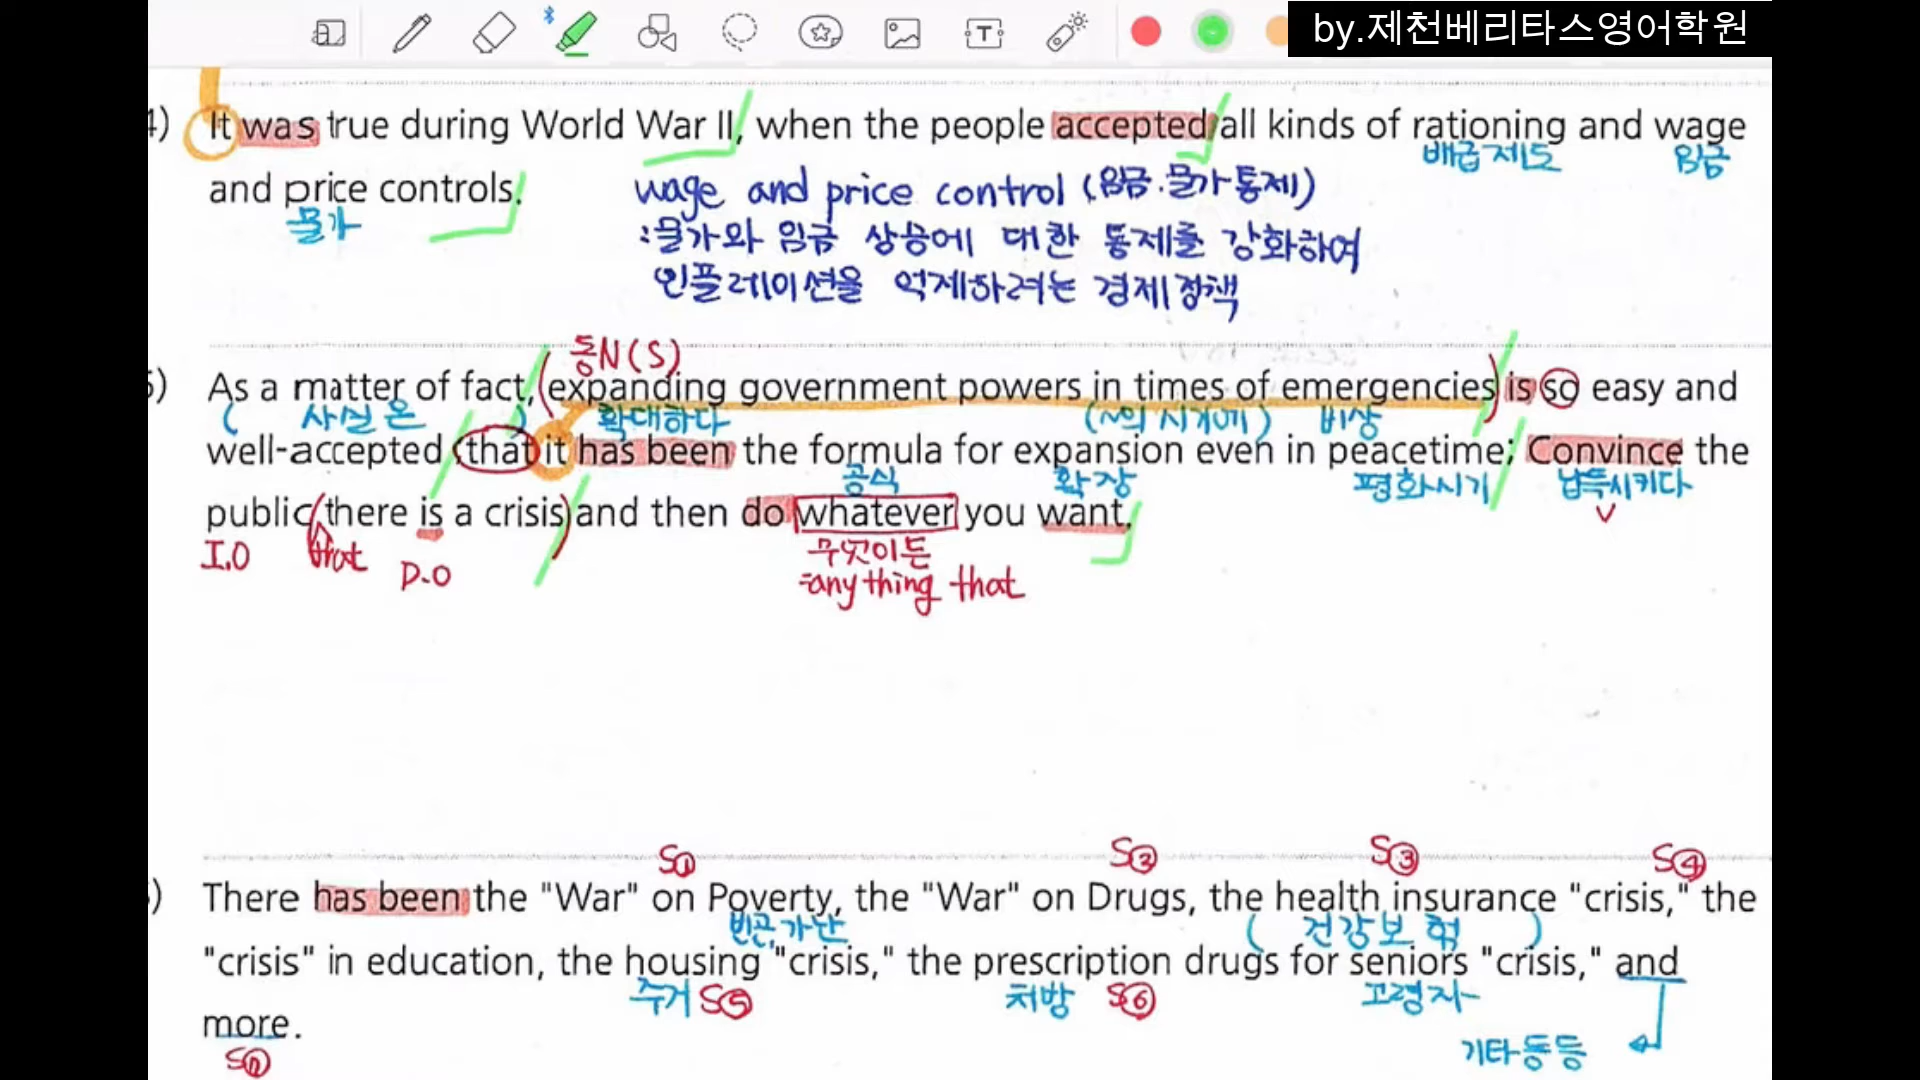 by.제천베리타스영어학원
4) It was true during World War II, when the people accepted all kinds of rationing and wage
배급제도 임금
and price controls. wage and price control (임금·물가통제)
물가
:물가와 임금 상승에 대한 통제를 강화하여
인플레이션을 억제하려는 경제정책
동N(S)
5) As a matter of fact, (expanding government powers in times of emergencies) is so easy and
( 사실은 ) 확대하다 (~의 시기에) 비상
well-accepted (that it has been the formula for expansion even in peacetime; Convince the
공식 확장 평화시기 납득시키다
V
public (there is a crisis) and then do whatever you want.
I.O that D.O 무엇이든
=anything that
S① S② S③ S④
) There has been the "War" on Poverty, the "War" on Drugs, the health insurance "crisis," the
빈곤,가난 ( 건강보험 )
"crisis" in education, the housing "crisis," the prescription drugs for seniors "crisis," and
주거 S⑤ 처방 S⑥ 고령자
more.
Sⓝ 기타등등